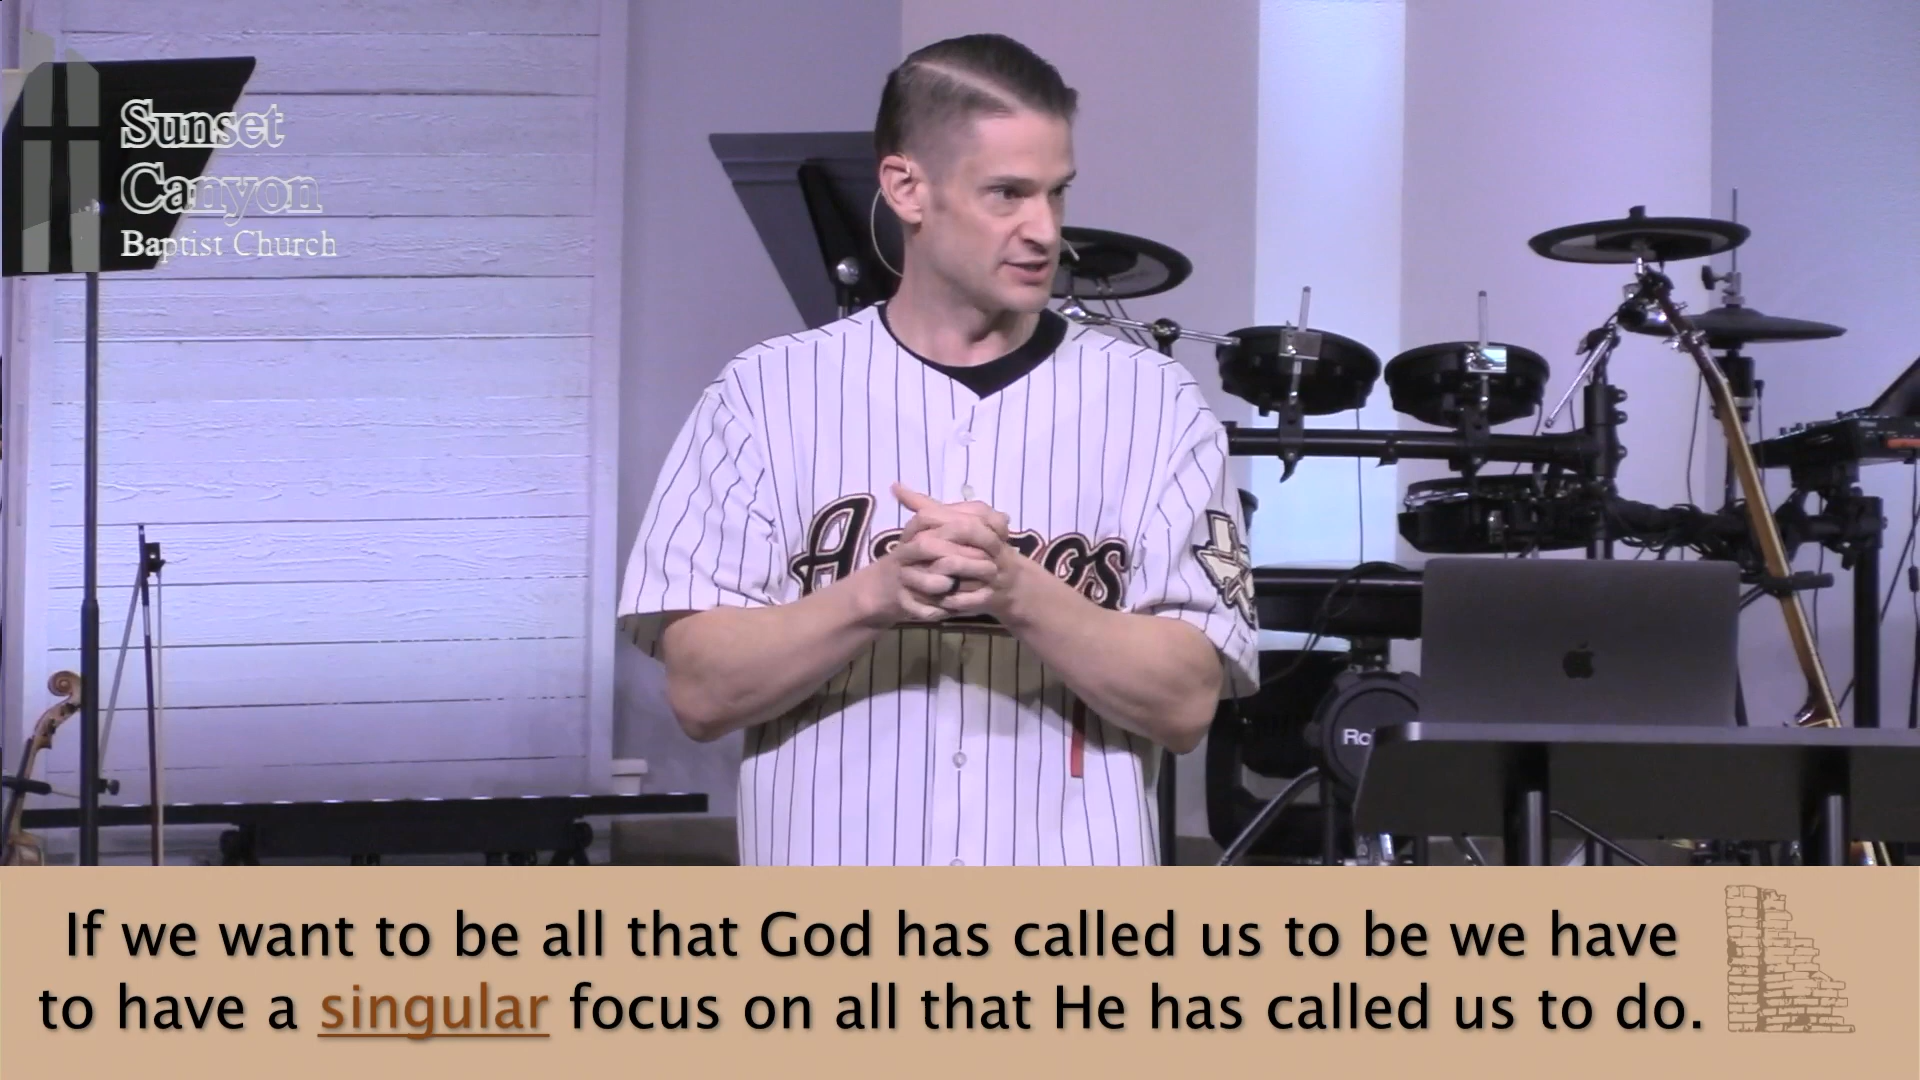 Sunset
Canyon
Baptist Church
If we want to be all that God has called us to be we have
to have a singular focus on all that He has called us to do.